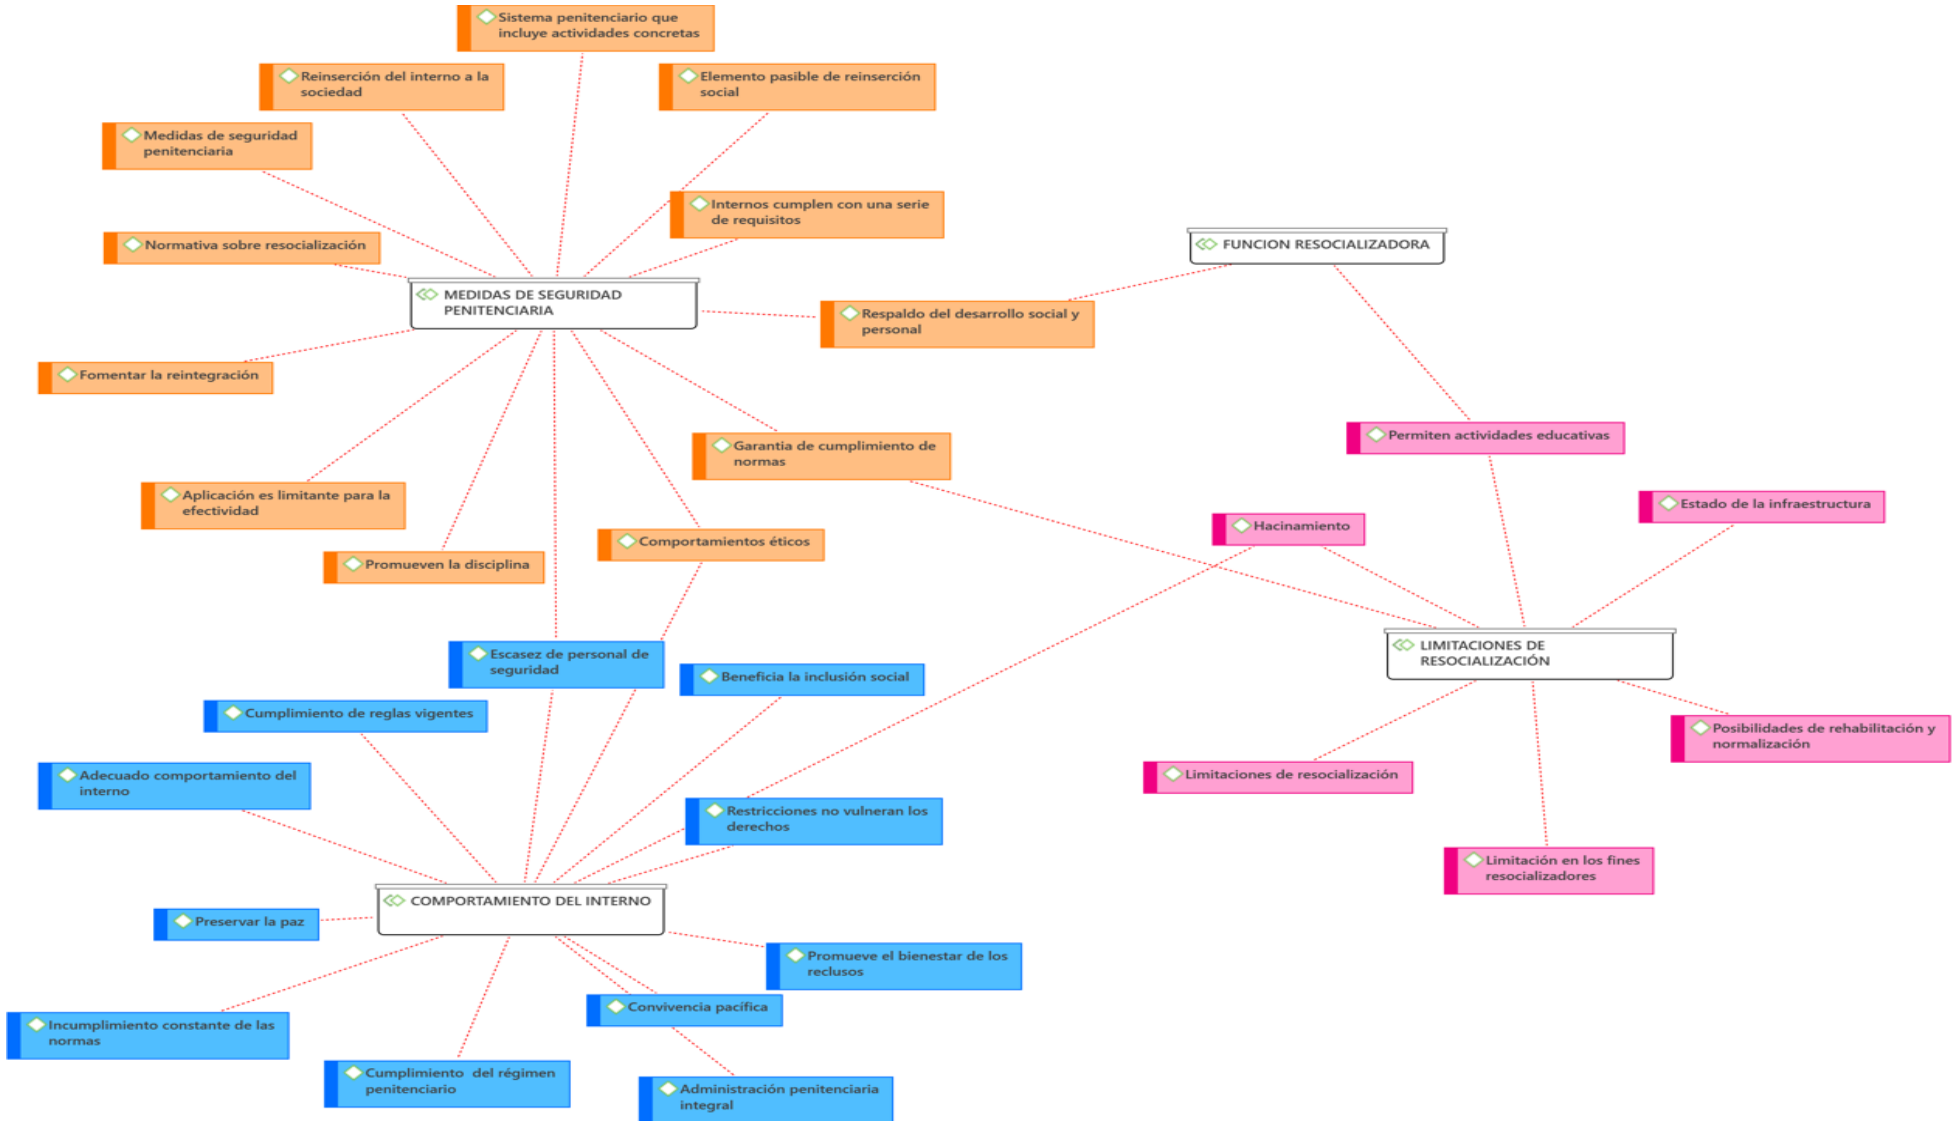 Sistema penitenciario que
incluye actividades concretas
Reinserción del interno a la
sociedad
Elemento pasible de reinserción
social
Medidas de seguridad
penitenciaria
Internos cumplen con una serie
de requisitos
Normativa sobre resocialización
FUNCION RESOCIALIZADORA
MEDIDAS DE SEGURIDAD
PENITENCIARIA
Respaldo del desarrollo social y
personal
Fomentar la reintegración
Garantia de cumplimiento de
normas
Permiten actividades educativas
Aplicación es limitante para la
efectividad
Estado de la infraestructura
Hacinamiento
Comportamientos éticos
Promueven la disciplina
Escasez de personal de
seguridad
LIMITACIONES DE
RESOCIALIZACIÓN
Beneficia la inclusión social
Cumplimiento de reglas vigentes
Posibilidades de rehabilitación y
normalización
Adecuado comportamiento del
interno
Limitaciones de resocialización
Restricciones no vulneran los
derechos
Limitación en los fines
resocializadores
COMPORTAMIENTO DEL INTERNO
Preservar la paz
Promueve el bienestar de los
reclusos
Convivencia pacífica
Incumplimiento constante de las
normas
Cumplimiento  del régimen
penitenciario
Administración penitenciaria
integral